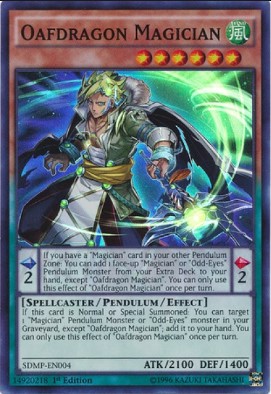 OAFDRAGON MAGICIAN
風
If you have a "Magician" card in your other Pendulum
Zone: You can add 1 face-up "Magician" or "Odd-Eyes"
Pendulum Monster from your Extra Deck to your
hand, except "Oafdragon Magician". You can only use
this effect of "Oafdragon Magician" once per turn.
2
2
[SPELLCASTER / PENDULUM / EFFECT]
If this card is Normal or Special Summoned: You can target
1 "Magician" Pendulum Monster or "Odd-Eyes" monster in your
Graveyard, except "Oafdragon Magician"; add it to your hand. You
can only use this effect of "Oafdragon Magician" once per turn.
SDMP-EN004
ATK/2100 DEF/1400
14920218 1st Edition
©1996 KAZUKI TAKAHASHI